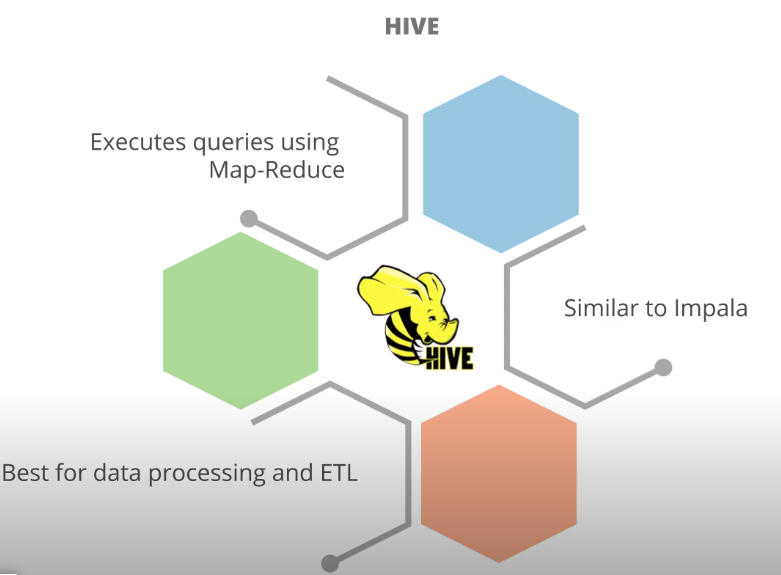 HIVE
Executes queries using
Map-Reduce
Similar to Impala
HIVE
Best for data processing and ETL